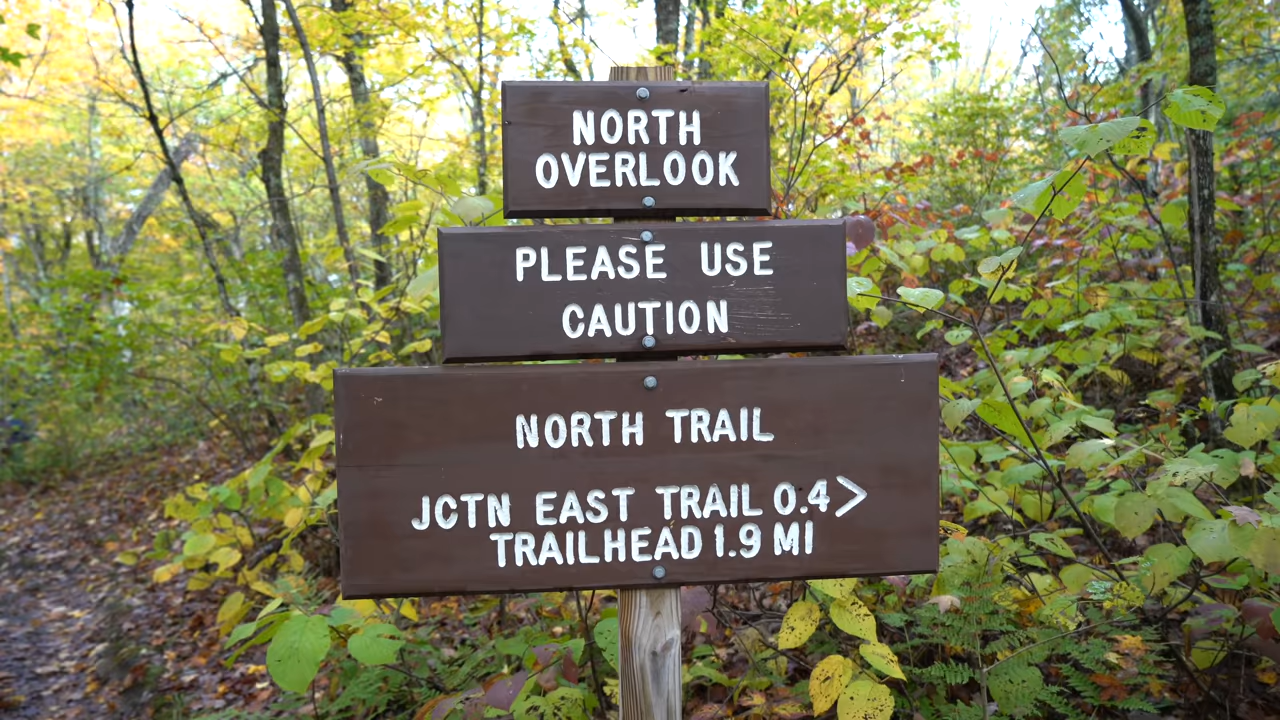 NORTH
OVERLOOK
PLEASE USE
CAUTION
NORTH TRAIL
JCTN EAST TRAIL 0.4>
TRAILHEAD 1.9 MI